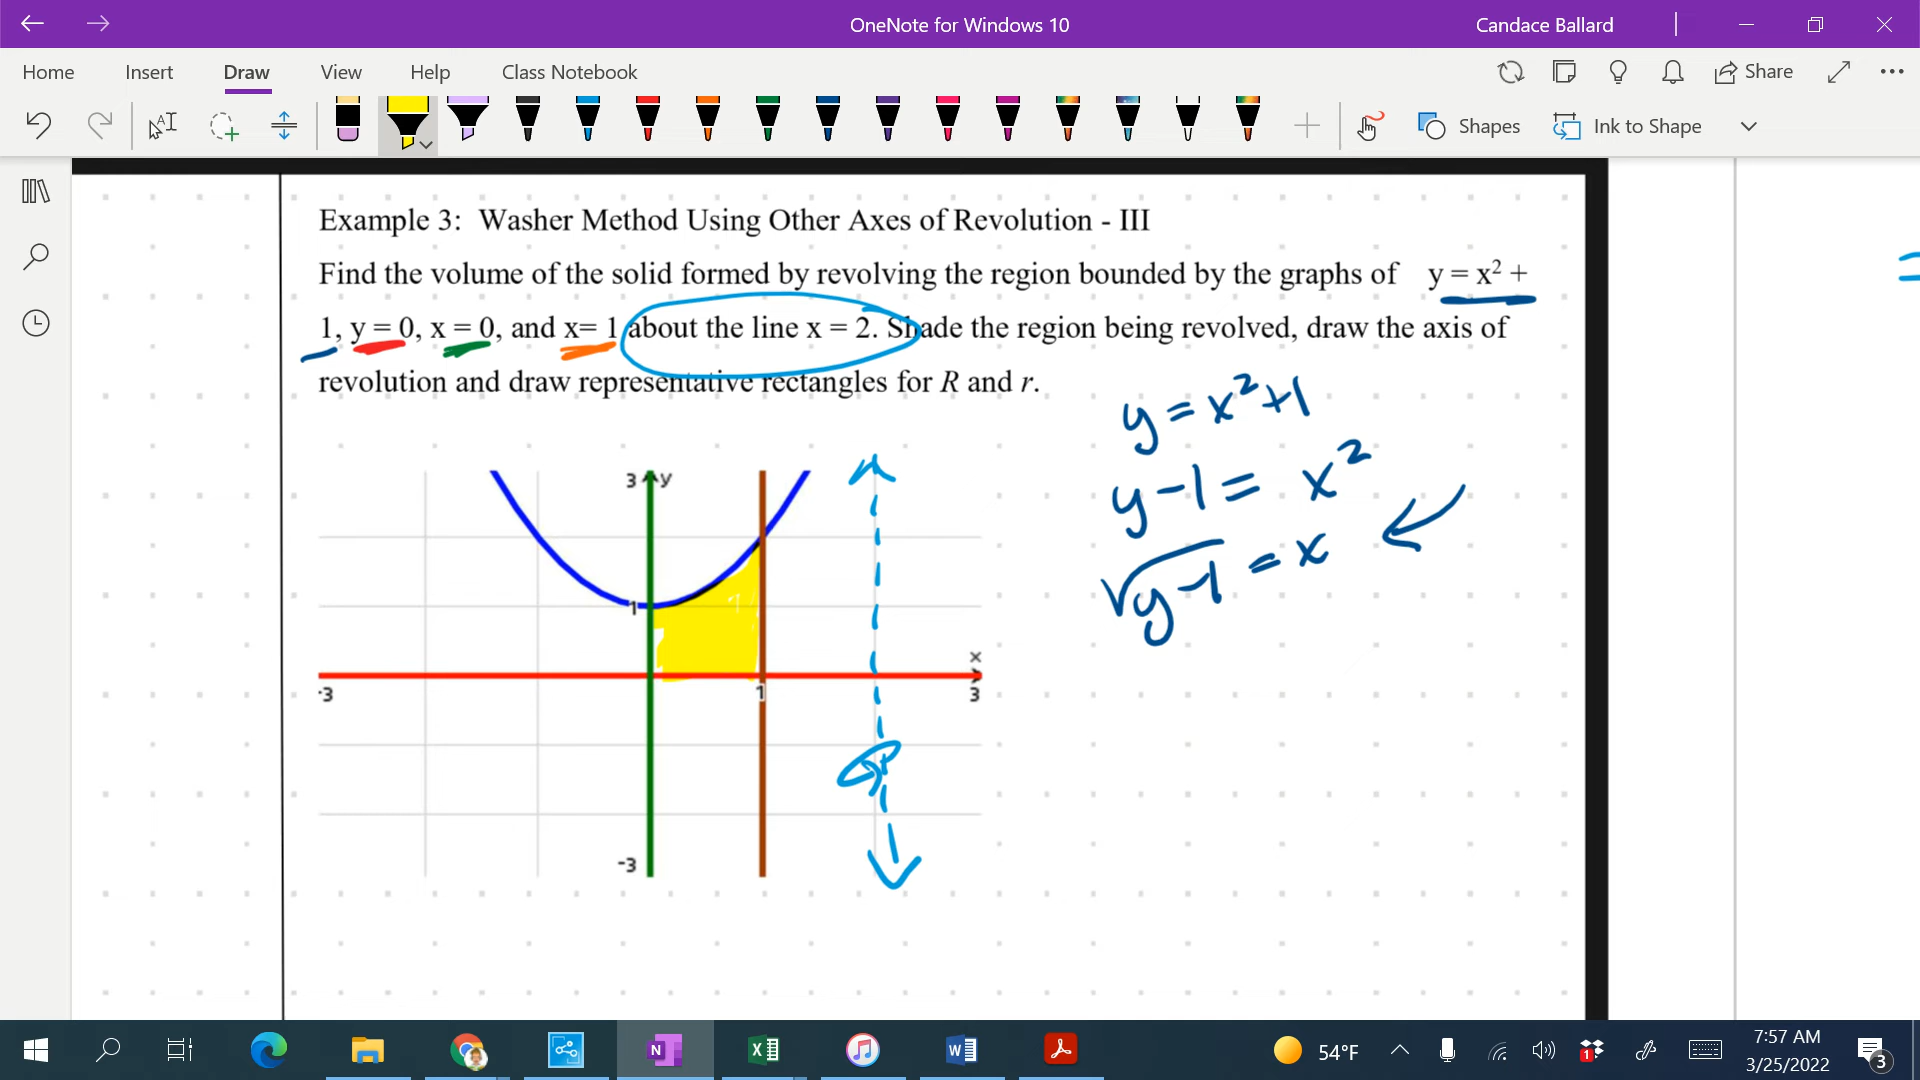 OneNote for Windows 10
Candace Ballard
Home Insert Draw View Help Class Notebook
Share
Shapes
Ink to Shape
Example 3: Washer Method Using Other Axes of Revolution - III
Find the volume of the solid formed by revolving the region bounded by the graphs of y = x² +
1, y = 0, x = 0, and x= 1 about the line x = 2. Shade the region being revolved, draw the axis of
revolution and draw representative rectangles for R and r.
y = x²+1
y-1 = x²
√y-1 = x
3 y
1
x
-3 1 3
-3
54°F
7:57 AM
3/25/2022
3
1